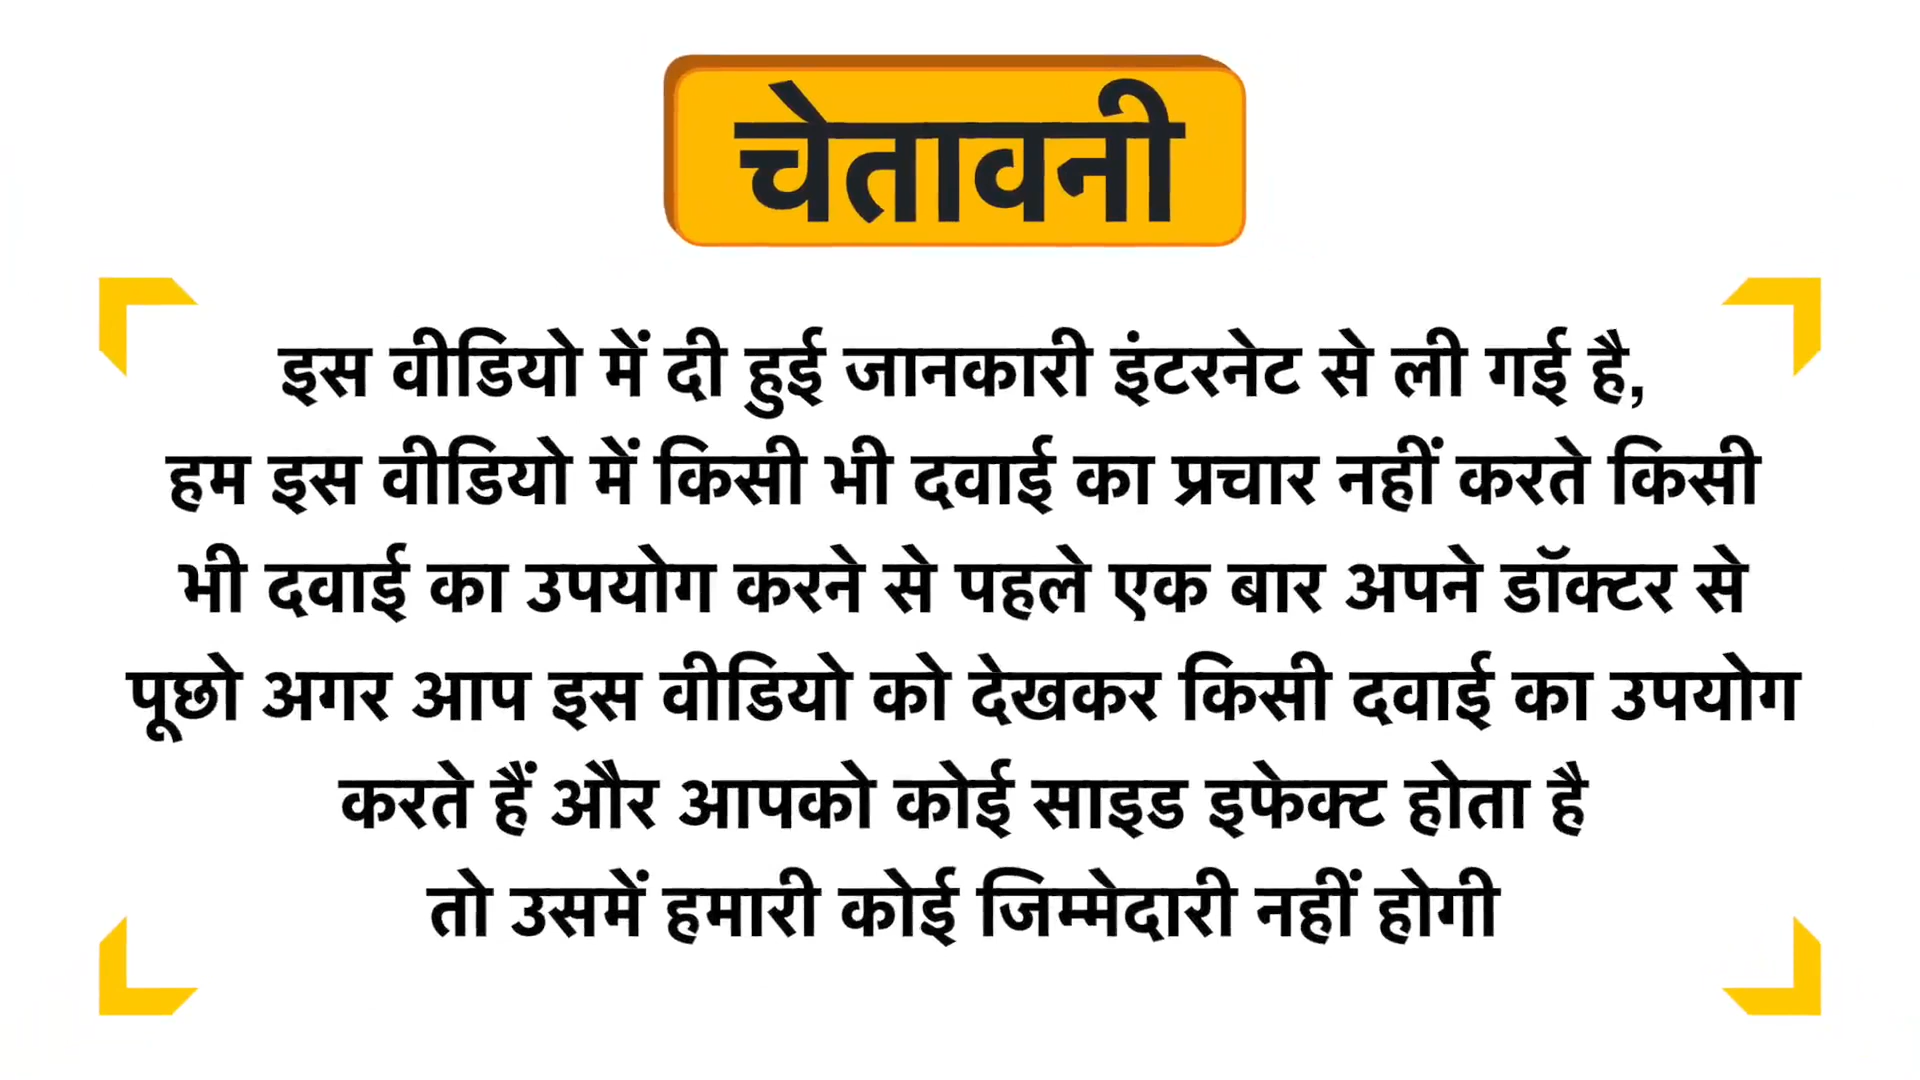 चेतावनी
इस वीडियो में दी हुई जानकारी इंटरनेट से ली गई है,
हम इस वीडियो में किसी भी दवाई का प्रचार नहीं करते किसी
भी दवाई का उपयोग करने से पहले एक बार अपने डॉक्टर से
पूछो अगर आप इस वीडियो को देखकर किसी दवाई का उपयोग
करते हैं और आपको कोई साइड इफेक्ट होता है
तो उसमें हमारी कोई जिम्मेदारी नहीं होगी